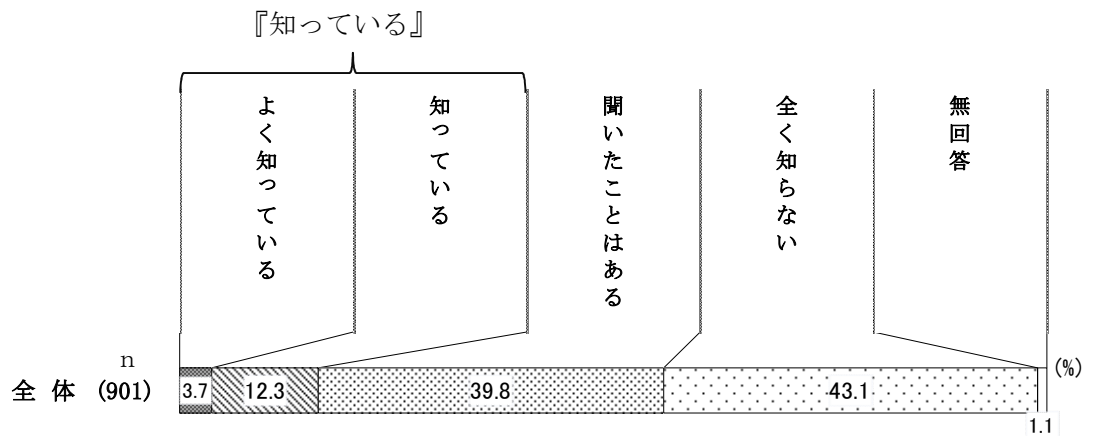 『知っている』
よく知っている
知っている
聞いたことはある
全く知らない
無回答
n
(%)
全 体 (901)
3.7
12.3
39.8
43.1
1.1